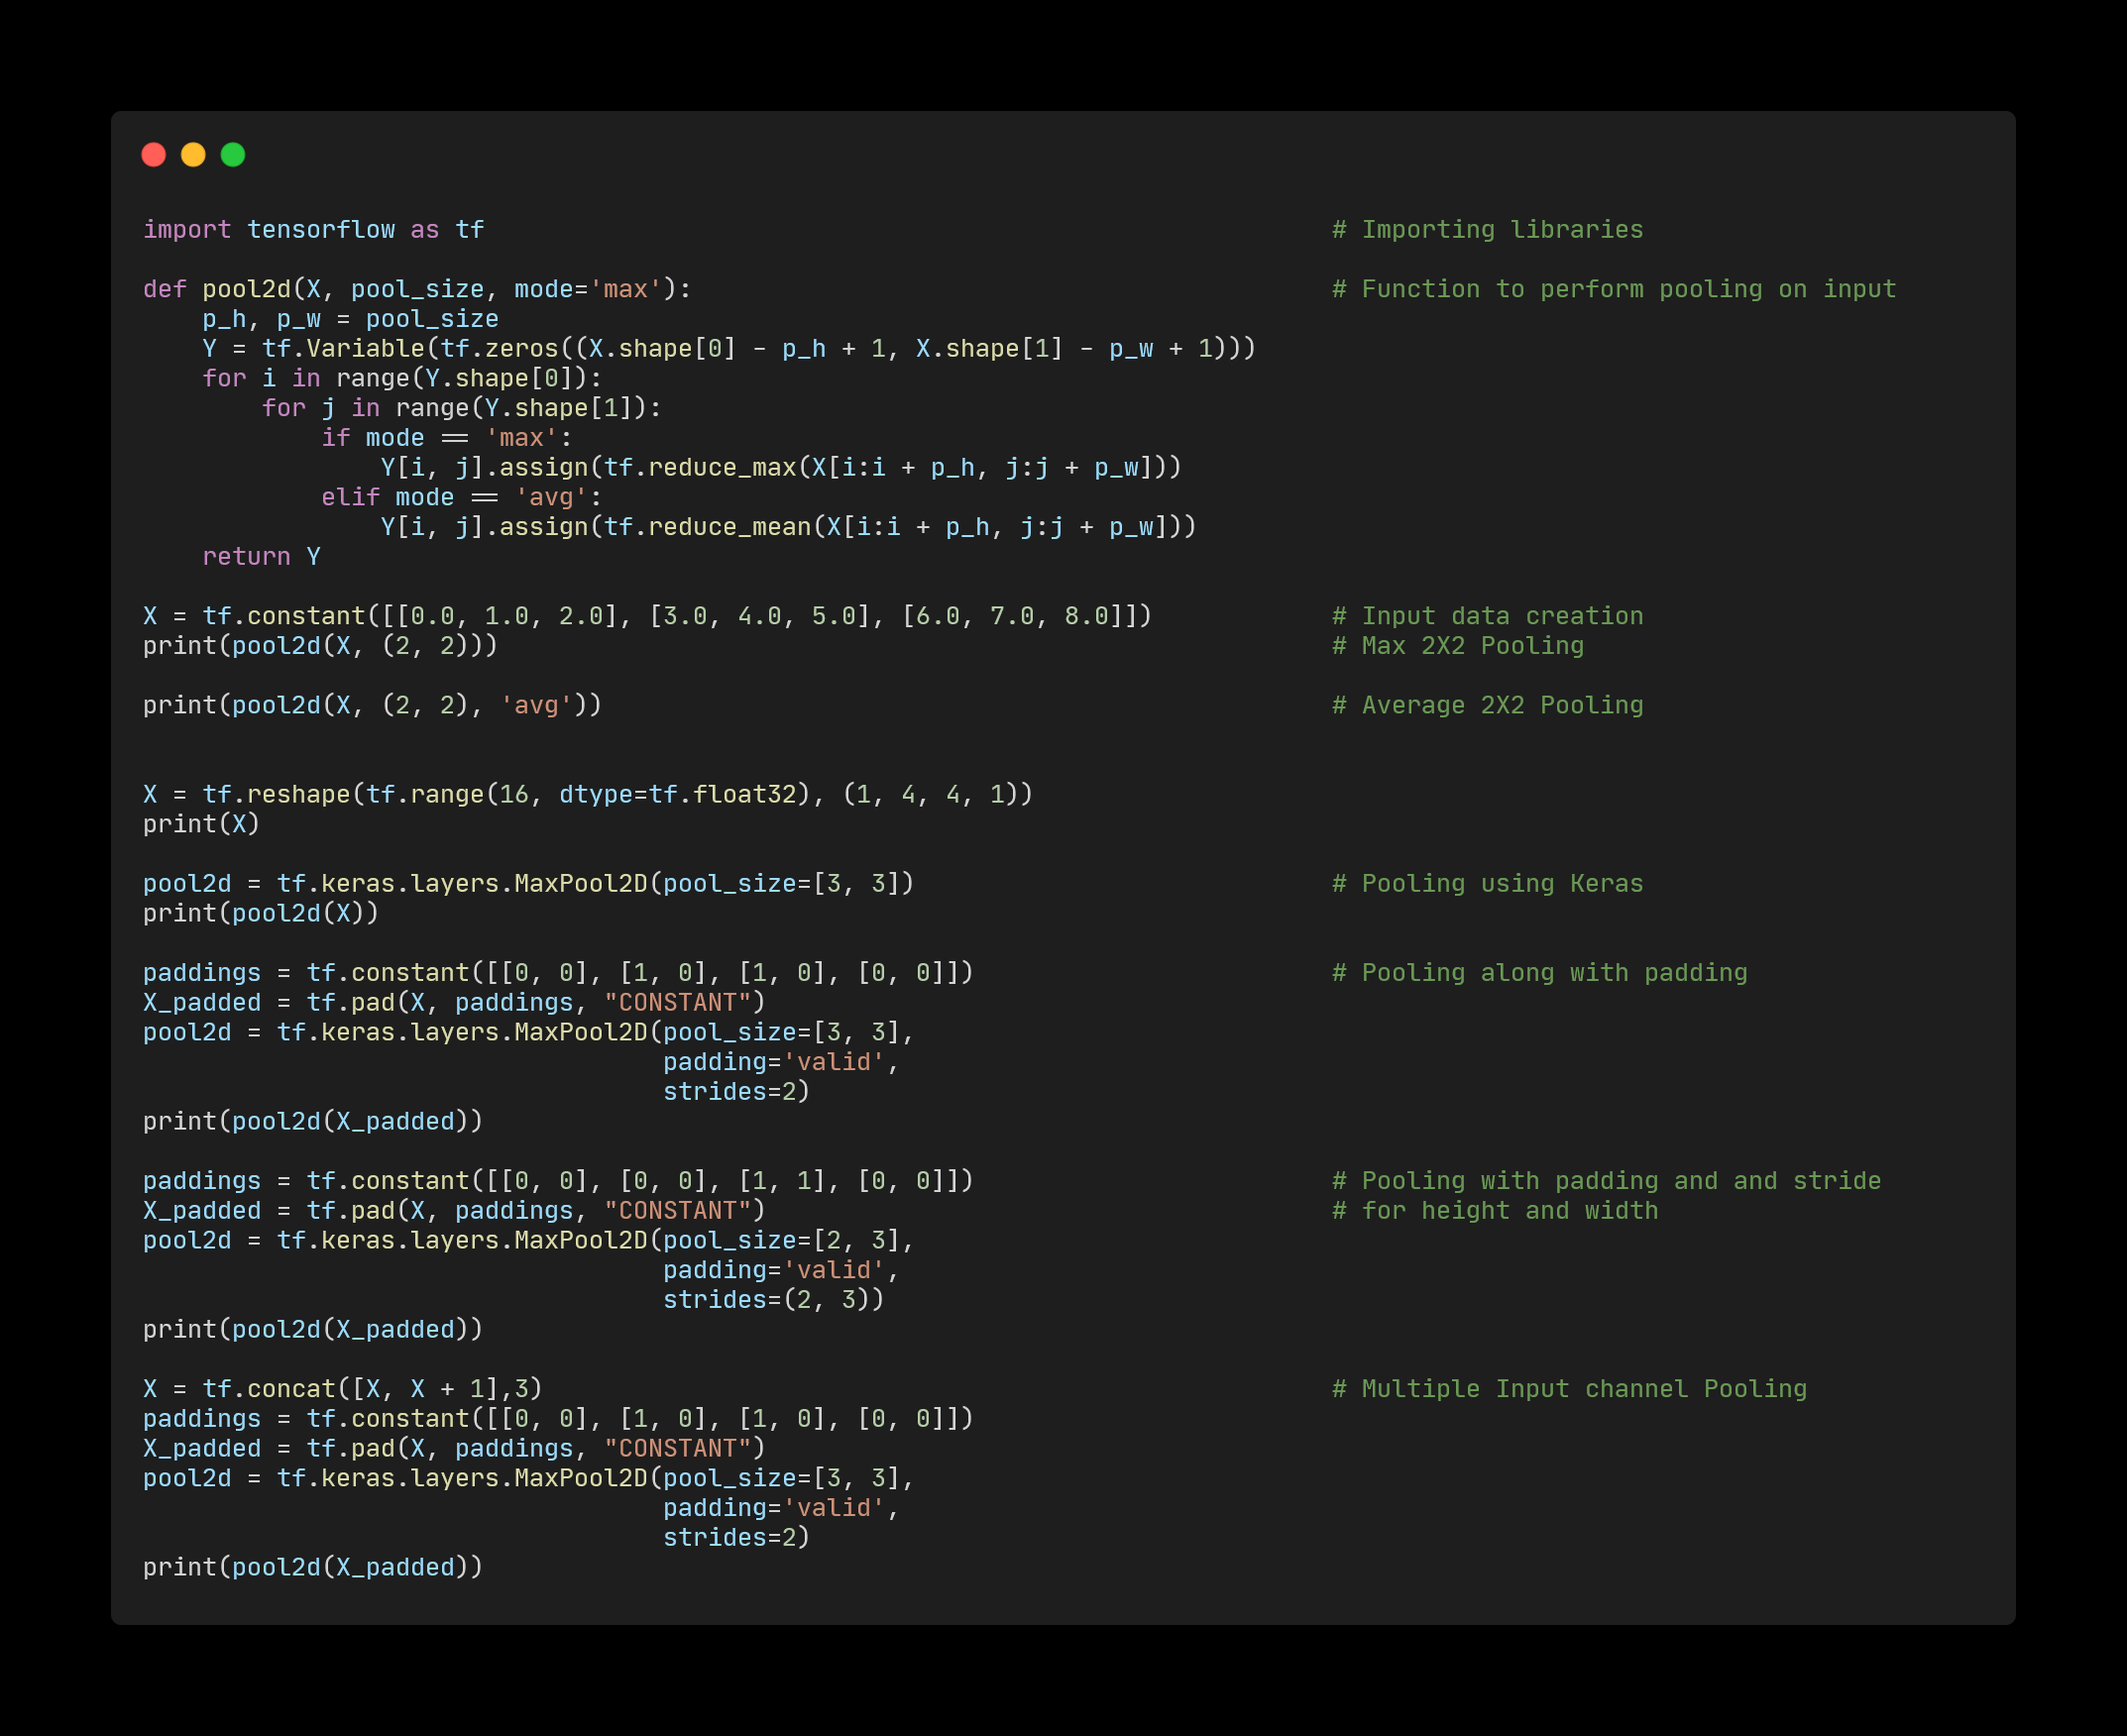 import tensorflow as tf # Importing libraries
def pool2d(X, pool_size, mode='max'): # Function to perform pooling on input
    p_h, p_w = pool_size
    Y = tf.Variable(tf.zeros((X.shape[0] - p_h + 1, X.shape[1] - p_w + 1)))
    for i in range(Y.shape[0]):
        for j in range(Y.shape[1]):
            if mode == 'max':
                Y[i, j].assign(tf.reduce_max(X[i:i + p_h, j:j + p_w]))
            elif mode == 'avg':
                Y[i, j].assign(tf.reduce_mean(X[i:i + p_h, j:j + p_w]))
    return Y
X = tf.constant([[0.0, 1.0, 2.0], [3.0, 4.0, 5.0], [6.0, 7.0, 8.0]]) # Input data creation
print(pool2d(X, (2, 2))) # Max 2X2 Pooling
print(pool2d(X, (2, 2), 'avg')) # Average 2X2 Pooling
X = tf.reshape(tf.range(16, dtype=tf.float32), (1, 4, 4, 1))
print(X)
pool2d = tf.keras.layers.MaxPool2D(pool_size=[3, 3]) # Pooling using Keras
print(pool2d(X))
paddings = tf.constant([[0, 0], [1, 0], [1, 0], [0, 0]]) # Pooling along with padding
X_padded = tf.pad(X, paddings, "CONSTANT")
pool2d = tf.keras.layers.MaxPool2D(pool_size=[3, 3],
                                   padding='valid',
                                   strides=2)
print(pool2d(X_padded))
paddings = tf.constant([[0, 0], [0, 0], [1, 1], [0, 0]]) # Pooling with padding and and stride
X_padded = tf.pad(X, paddings, "CONSTANT") # for height and width
pool2d = tf.keras.layers.MaxPool2D(pool_size=[2, 3],
                                   padding='valid',
                                   strides=(2, 3))
print(pool2d(X_padded))
X = tf.concat([X, X + 1],3) # Multiple Input channel Pooling
paddings = tf.constant([[0, 0], [1, 0], [1, 0], [0, 0]])
X_padded = tf.pad(X, paddings, "CONSTANT")
pool2d = tf.keras.layers.MaxPool2D(pool_size=[3, 3],
                                   padding='valid',
                                   strides=2)
print(pool2d(X_padded))